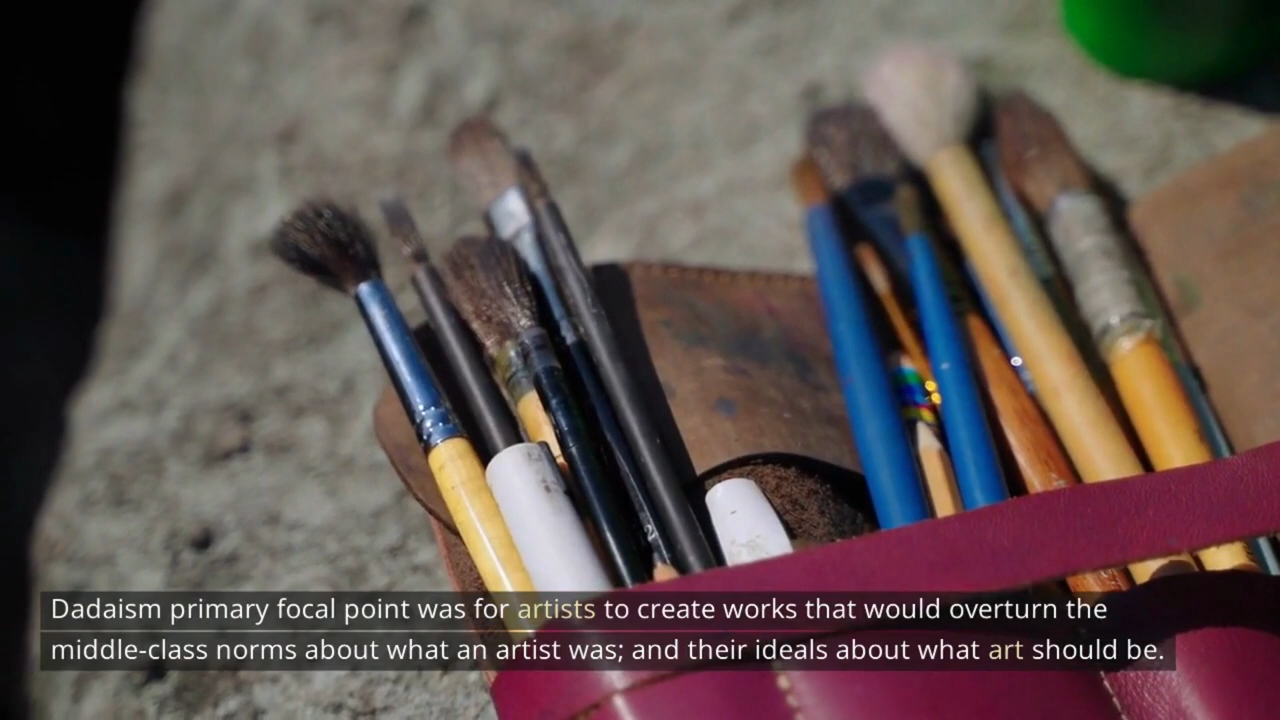 Dadaism primary focal point was for artists to create works that would overturn the
middle-class norms about what an artist was; and their ideals about what art should be.